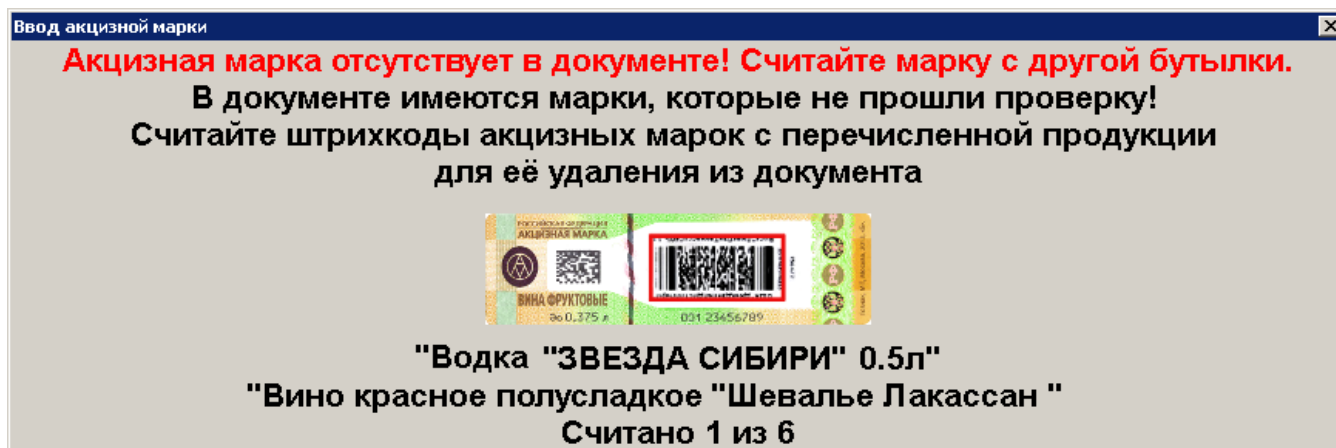 Ввод акцизной марки
Акцизная марка отсутствует в документе! Считайте марку с другой бутылки.
В документе имеются марки, которые не прошли проверку!
Считайте штрихкоды акцизных марок с перечисленной продукции
для её удаления из документа
РОССИЙСКАЯ ФЕДЕРАЦИЯ
АКЦИЗНАЯ МАРКА
ВИНА ФРУКТОВЫЕ
до 0,375 л
001 23456789
"Водка "ЗВЕЗДА СИБИРИ" 0.5л"
"Вино красное полусладкое "Шевалье Лакассан "
Считано 1 из 6